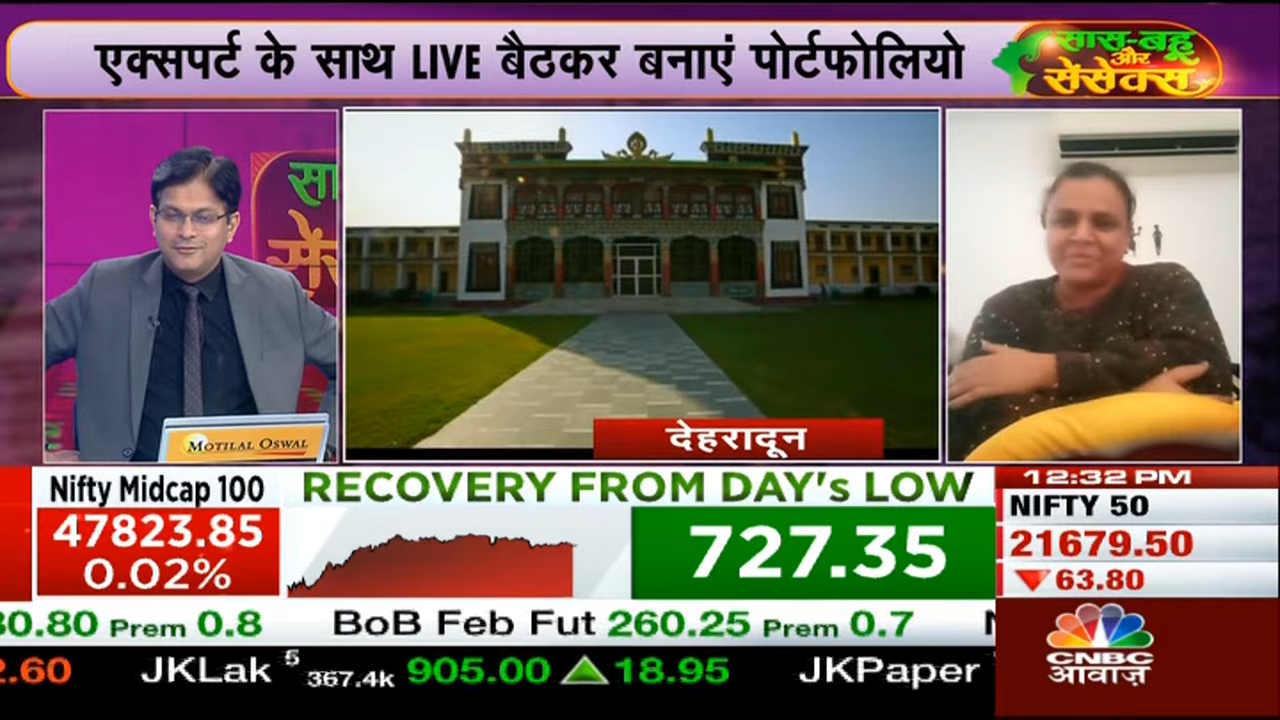 एक्सपर्ट के साथ LIVE बैठकर बनाएं पोर्टफोलियो
सास-बहू
और
सेंसेक्स
सा
सें
MOTILAL OSWAL
देहरादून
Nifty Midcap 100
47823.85
0.02%
RECOVERY FROM DAY's LOW
727.35
12:32 PM
NIFTY 50
21679.50
▼63.80
30.80 Prem 0.8 BoB Feb Fut 260.25 Prem 0.7
2.60 JKLak 5 367.4k 905.00 ▲18.95 JKPaper
CNBC
आवाज़